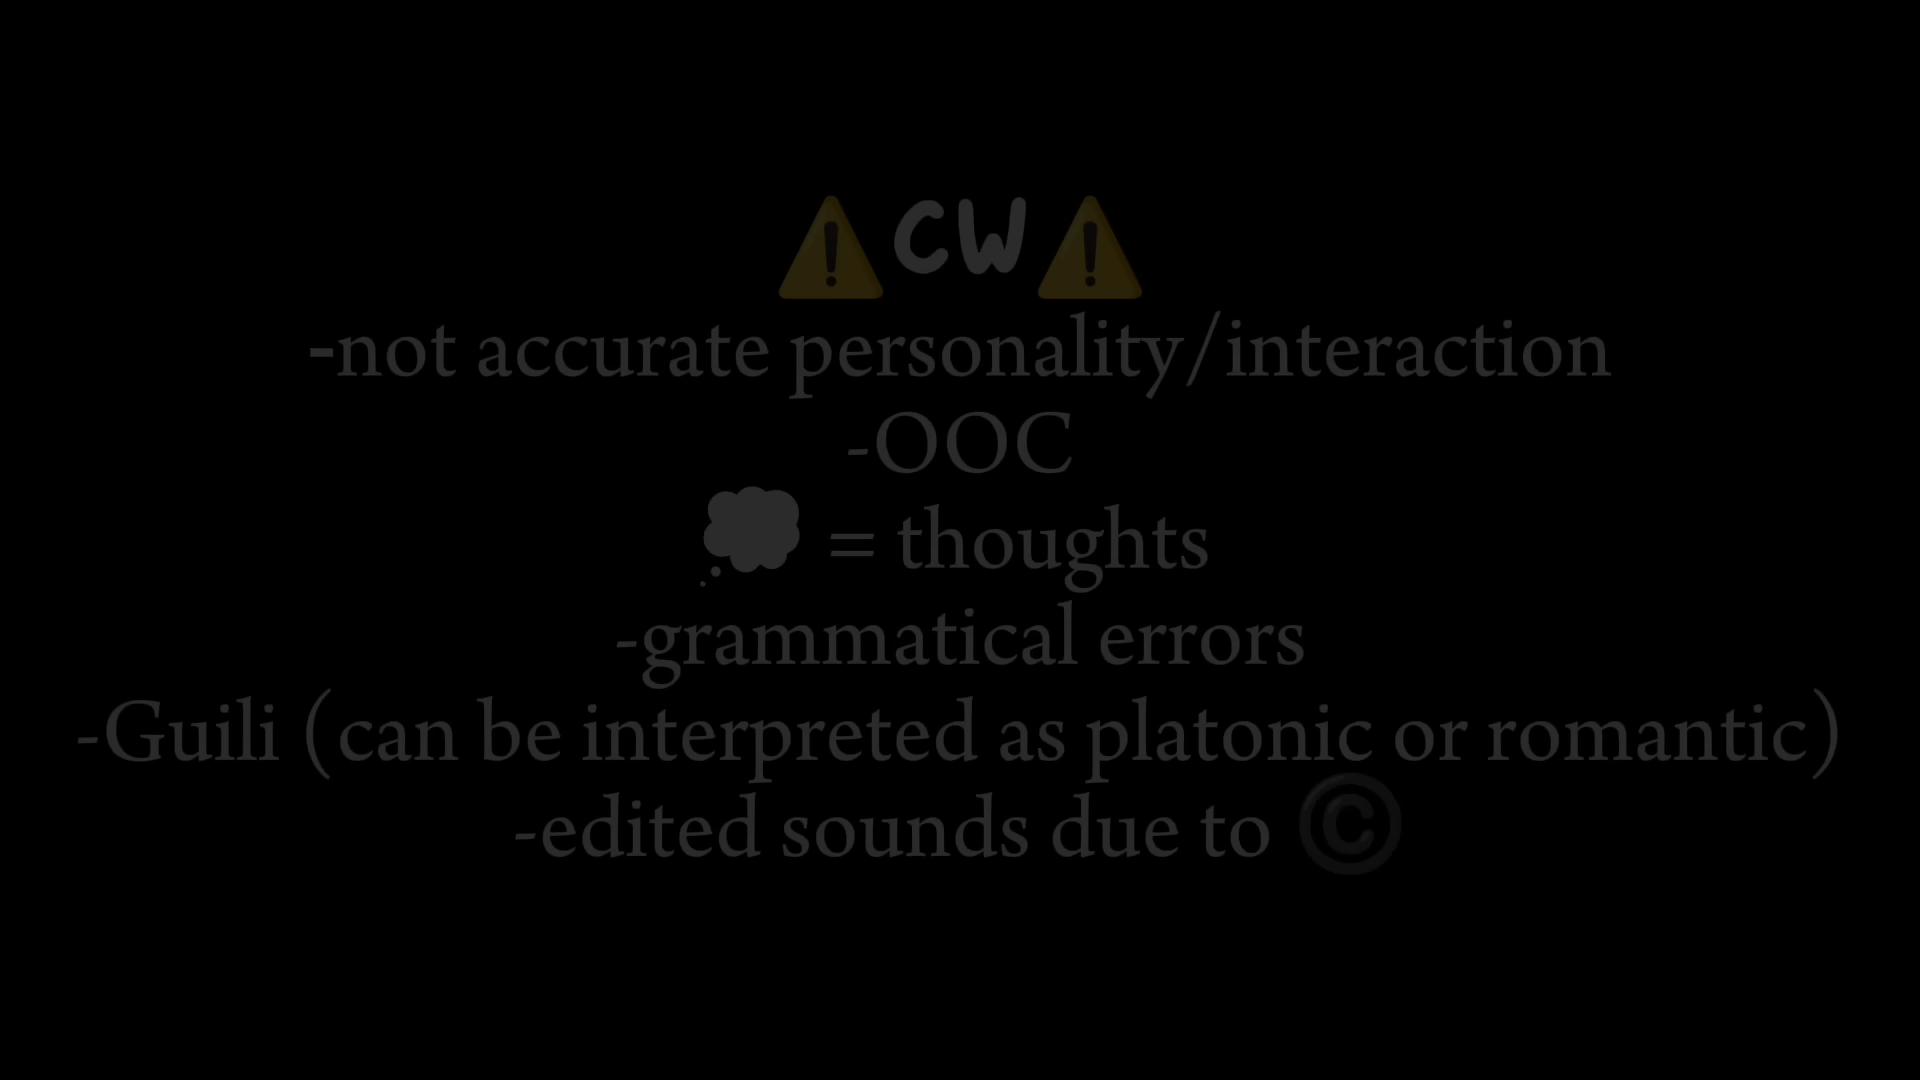 ⚠️CW⚠️
-not accurate personality/interaction
-OOC
💭 = thoughts
-grammatical errors
-Guili (can be interpreted as platonic or romantic)
-edited sounds due to ©️